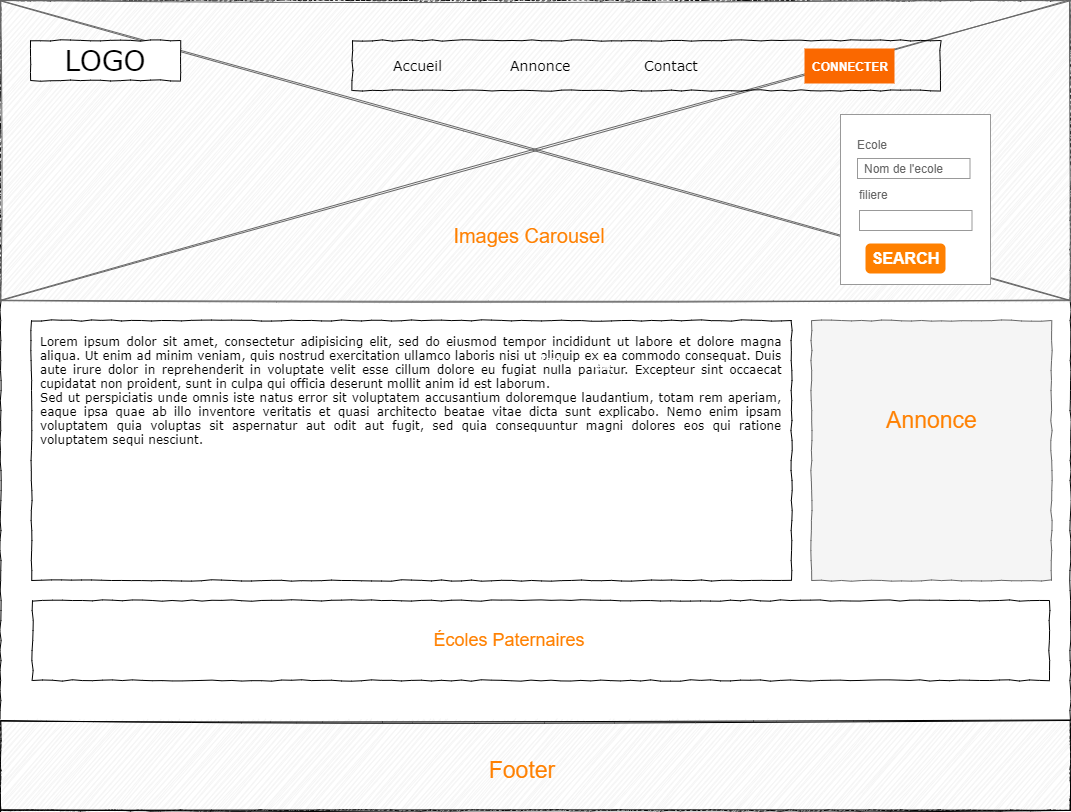 LOGO
Accueil Annonce Contact CONNECTER
Ecole
Nom de l'ecole
filiere
SEARCH
Images Carousel
Lorem ipsum dolor sit amet, consectetur adipisicing elit, sed do eiusmod tempor incididunt ut labore et dolore magna
aliqua. Ut enim ad minim veniam, quis nostrud exercitation ullamco laboris nisi ut aliquip ex ea commodo consequat. Duis
aute irure dolor in reprehenderit in voluptate velit esse cillum dolore eu fugiat nulla pariatur. Excepteur sint occaecat
cupidatat non proident, sunt in culpa qui officia deserunt mollit anim id est laborum.
Sed ut perspiciatis unde omnis iste natus error sit voluptatem accusantium doloremque laudantium, totam rem aperiam,
eaque ipsa quae ab illo inventore veritatis et quasi architecto beatae vitae dicta sunt explicabo. Nemo enim ipsam
voluptatem quia voluptas sit aspernatur aut odit aut fugit, sed quia consequuntur magni dolores eos qui ratione
voluptatem sequi nesciunt.
Annonce
Écoles Paternaires
Footer